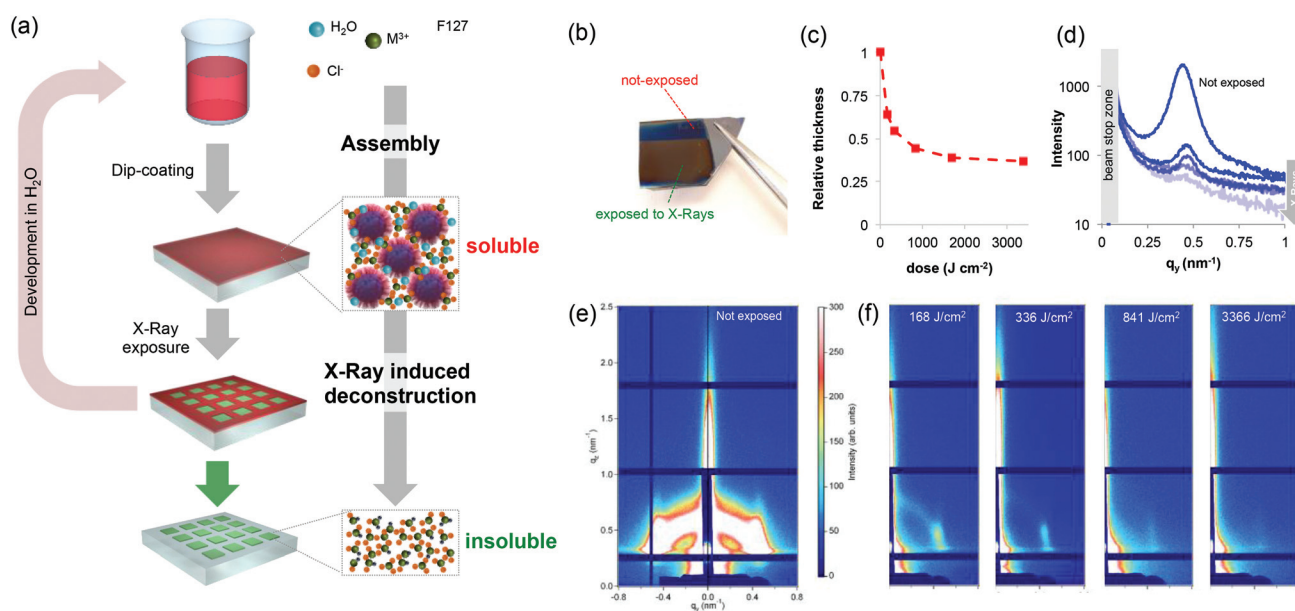 (a)
H₂O
M³⁺
F127
Cl⁻
Development in H₂O
Dip-coating
Assembly
soluble
X-Ray
exposure
X-Ray induced
deconstruction
insoluble
(b)
not-exposed
exposed to X-Rays
(c)
Relative thickness
1
0.75
0.5
0.25
0
0 1000 2000 3000
dose (J cm⁻²)
(d)
Intensity
1000
100
10
beam stop zone
Not exposed
X-Rays
0 0.25 0.5 0.75 1
q_y (nm⁻¹)
(e)
Not exposed
q_z (nm⁻¹)
2.5
2.0
1.5
1.0
0.5
0.0
-0.8 -0.4 0.0 0.4 0.8
q_y (nm⁻¹)
300
250
200
150
100
50
0
Intensity (arb. units)
(f)
168 J/cm²
336 J/cm²
841 J/cm²
3366 J/cm²